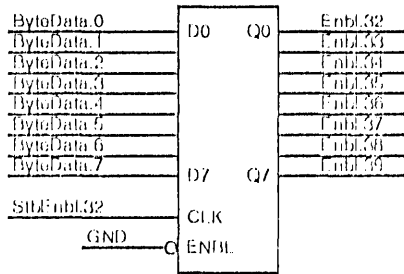 ByteData.0 D0 Q0 Enbl.32
ByteData.1 Enbl.33
ByteData.2 Enbl.34
ByteData.3 Enbl.35
ByteData.4 Enbl.36
ByteData.5 Enbl.37
ByteData.6 Enbl.38
ByteData.7 D7 Q7 Enbl.39
StbEnbl.32 CLK
GND ENBL